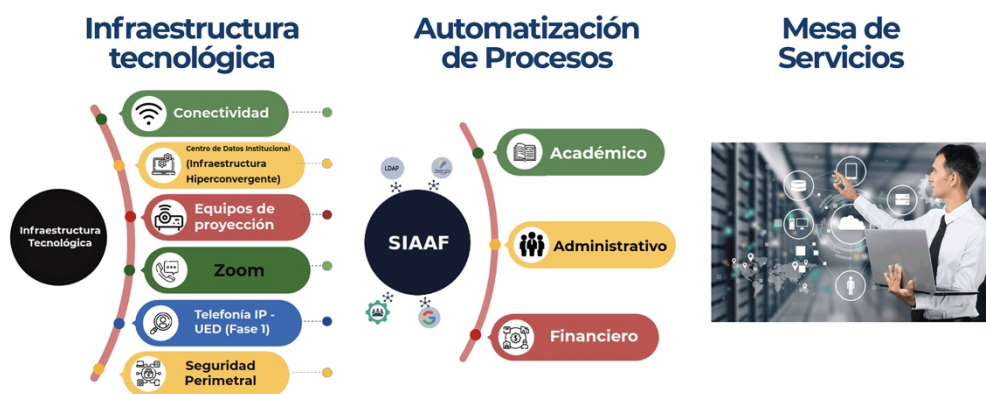 Infraestructura
tecnológica
Automatización
de Procesos
Mesa de
Servicios
Infraestructura
Tecnológica
Conectividad
Centro de Datos Institucional
(Infraestructura
Hiperconvergente)
Equipos de
proyección
Zoom
Telefonía IP -
UED (Fase 1)
Seguridad
Perimetral
LDAP
SIAAF
Académico
Administrativo
Financiero